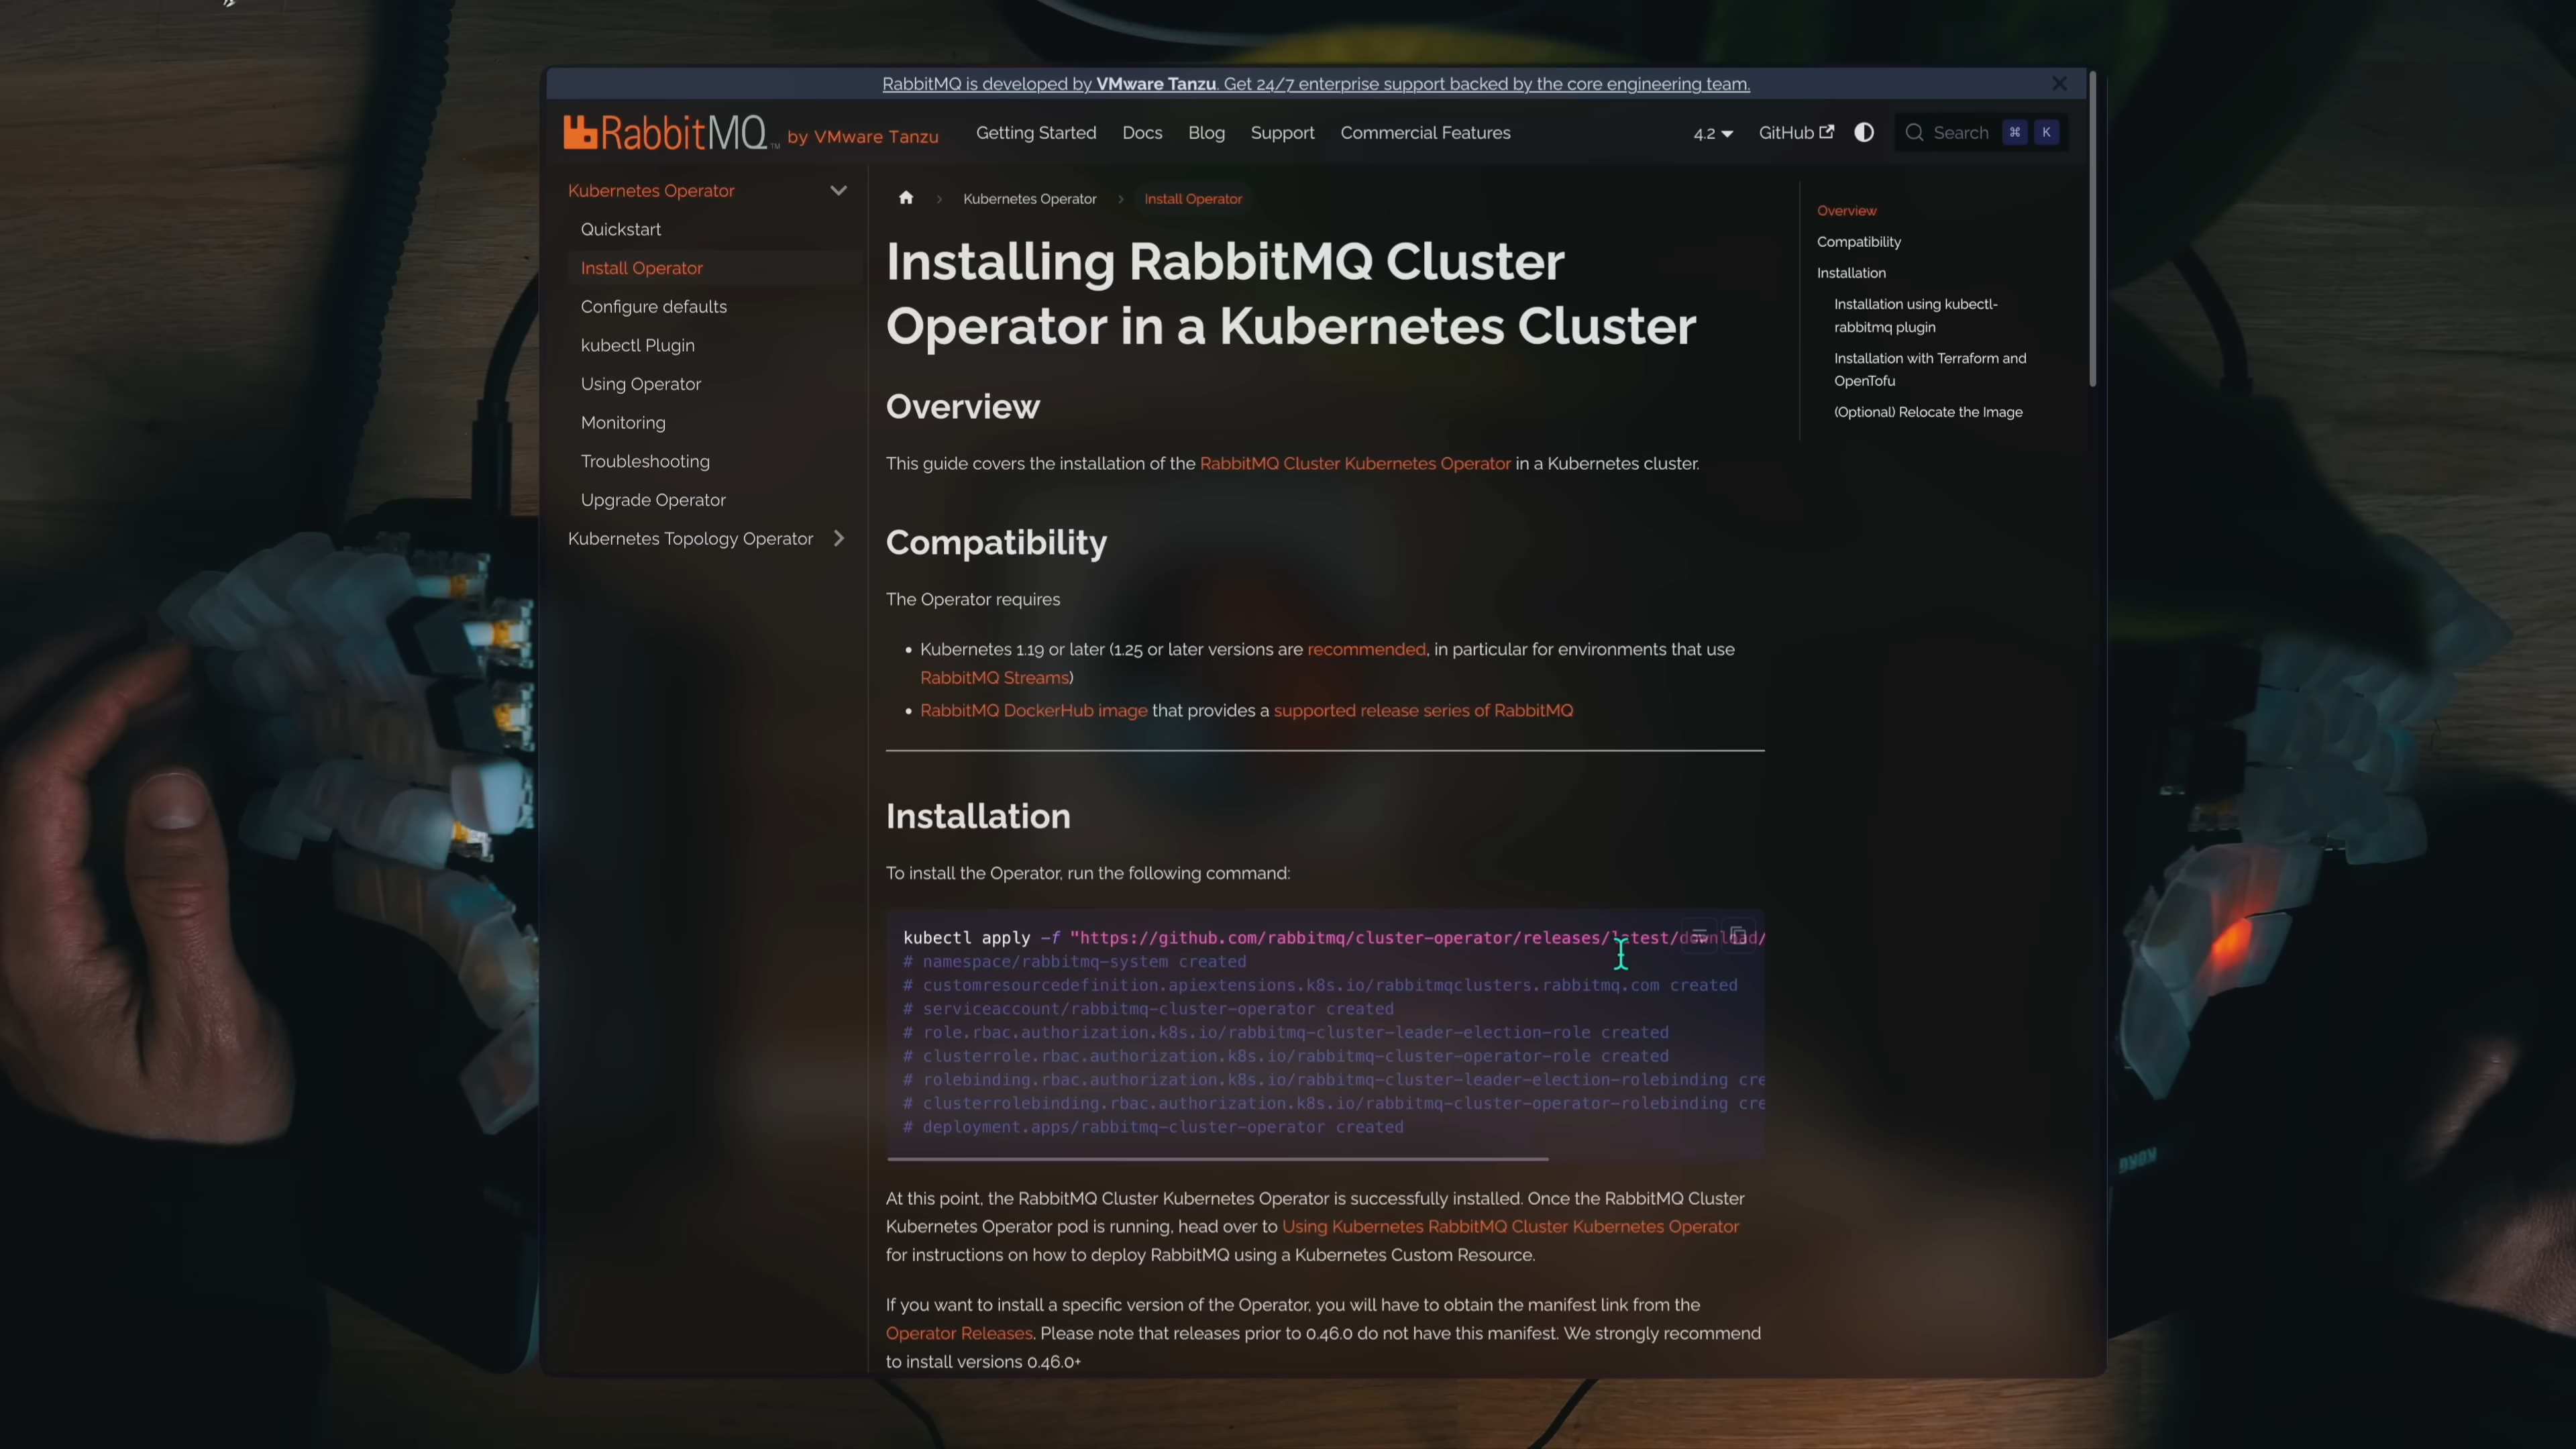 RabbitMQ is developed by VMware Tanzu. Get 24/7 enterprise support backed by the core engineering team.
RabbitMQ TM by VMware Tanzu
Getting Started
Docs
Blog
Support
Commercial Features
4.2
GitHub
Search ⌘ K
Kubernetes Operator
Quickstart
Install Operator
Configure defaults
kubectl Plugin
Using Operator
Monitoring
Troubleshooting
Upgrade Operator
Kubernetes Topology Operator
Kubernetes Operator
Install Operator
Installing RabbitMQ Cluster
Operator in a Kubernetes Cluster
Overview
This guide covers the installation of the RabbitMQ Cluster Kubernetes Operator in a Kubernetes cluster.
Compatibility
The Operator requires
• Kubernetes 1.19 or later (1.25 or later versions are recommended, in particular for environments that use
RabbitMQ Streams)
• RabbitMQ DockerHub image that provides a supported release series of RabbitMQ
Installation
To install the Operator, run the following command:
kubectl apply -f "https://github.com/rabbitmq/cluster-operator/releases/latest/download/
# namespace/rabbitmq-system created
# customresourcedefinition.apiextensions.k8s.io/rabbitmqclusters.rabbitmq.com created
# serviceaccount/rabbitmq-cluster-operator created
# role.rbac.authorization.k8s.io/rabbitmq-cluster-leader-election-role created
# clusterrole.rbac.authorization.k8s.io/rabbitmq-cluster-operator-role created
# rolebinding.rbac.authorization.k8s.io/rabbitmq-cluster-leader-election-rolebinding cre
# clusterrolebinding.rbac.authorization.k8s.io/rabbitmq-cluster-operator-rolebinding cre
# deployment.apps/rabbitmq-cluster-operator created
At this point, the RabbitMQ Cluster Kubernetes Operator is successfully installed. Once the RabbitMQ Cluster
Kubernetes Operator pod is running, head over to Using Kubernetes RabbitMQ Cluster Kubernetes Operator
for instructions on how to deploy RabbitMQ using a Kubernetes Custom Resource.
If you want to install a specific version of the Operator, you will have to obtain the manifest link from the
Operator Releases. Please note that releases prior to 0.46.0 do not have this manifest. We strongly recommend
to install versions 0.46.0+
Overview
Compatibility
Installation
Installation using kubectl-
rabbitmq plugin
Installation with Terraform and
OpenTofu
(Optional) Relocate the Image